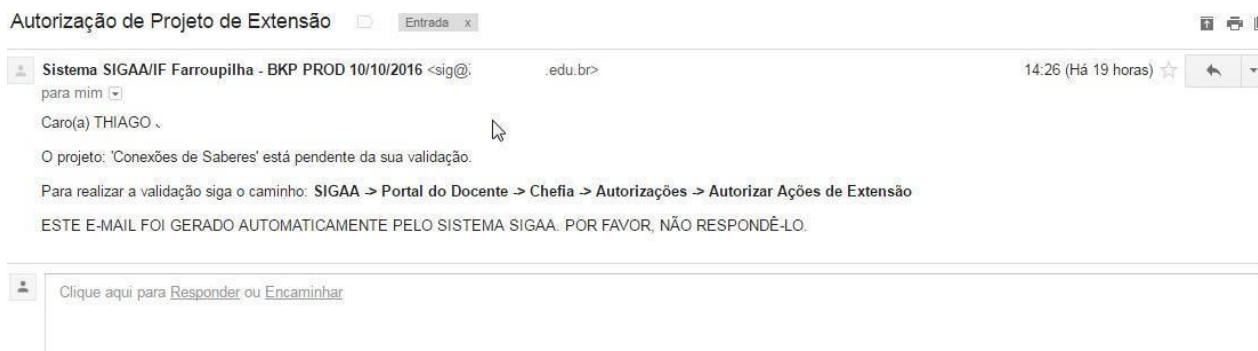 Autorização de Projeto de Extensão Entrada x
Sistema SIGAA/IF Farroupilha - BKP PROD 10/10/2016 <sig@ .edu.br> 14:26 (Há 19 horas)
para mim
Caro(a) THIAGO
O projeto: 'Conexões de Saberes' está pendente da sua validação.
Para realizar a validação siga o caminho: SIGAA -> Portal do Docente -> Chefia -> Autorizações -> Autorizar Ações de Extensão
ESTE E-MAIL FOI GERADO AUTOMATICAMENTE PELO SISTEMA SIGAA. POR FAVOR, NÃO RESPONDÊ-LO.
Clique aqui para Responder ou Encaminhar